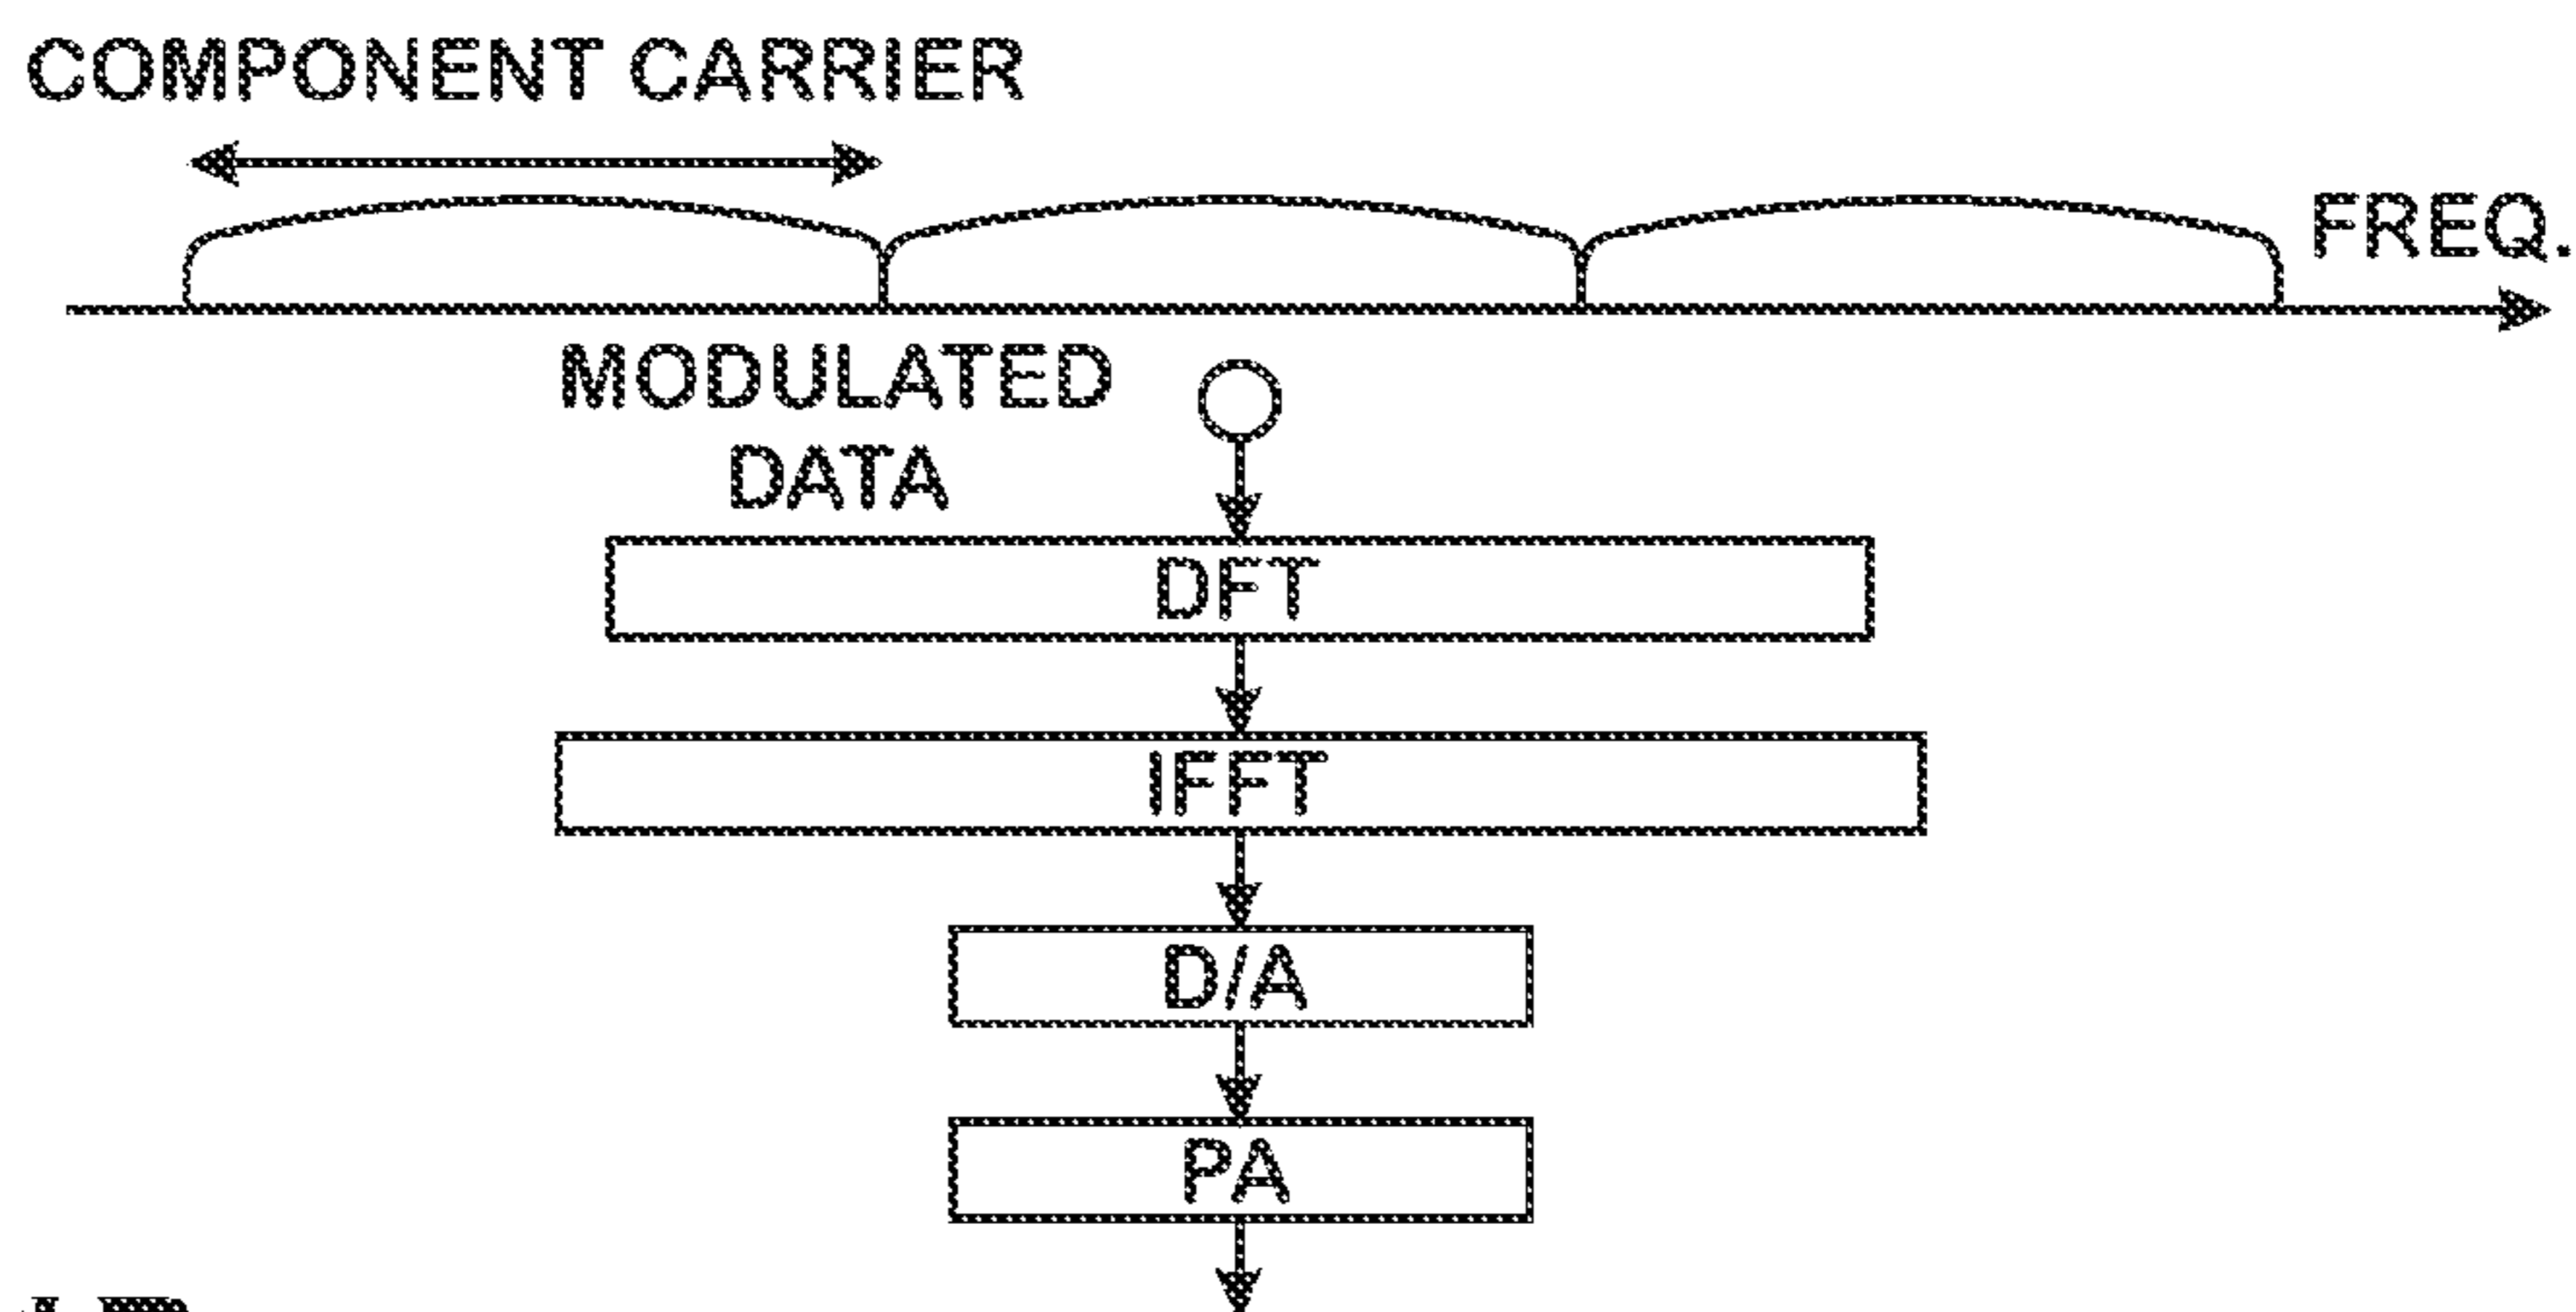 COMPONENT CARRIER
FREQ.
MODULATED
DATA
DFT
IFFT
D/A
PA